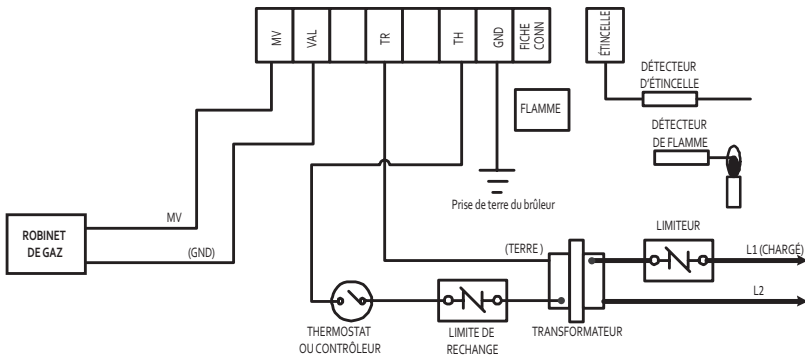 MV
VAL
TR
TH
GND
FICHE
CONN
ÉTINCELLE
DÉTECTEUR
D'ÉTINCELLE
FLAMME
DÉTECTEUR
DE FLAMME
Prise de terre du brûleur
MV
ROBINET
DE GAZ
(GND)
(TERRE )
LIMITEUR
L1 (CHARGÉ)
L2
THERMOSTAT
OU CONTRÔLEUR
LIMITE DE
RECHANGE
TRANSFORMATEUR